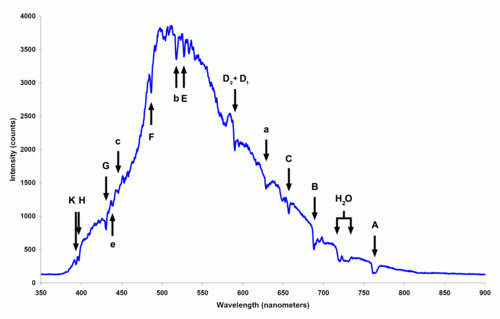 4000
3500
3000
2500
2000
1500
1000
500
0
Intensity (counts)
K H
G
c
e
F
b E
D2 + D1
a
C
B
H2O
A
350 400 450 500 550 600 650 700 750 800 850 900
Wavelength (nanometers)